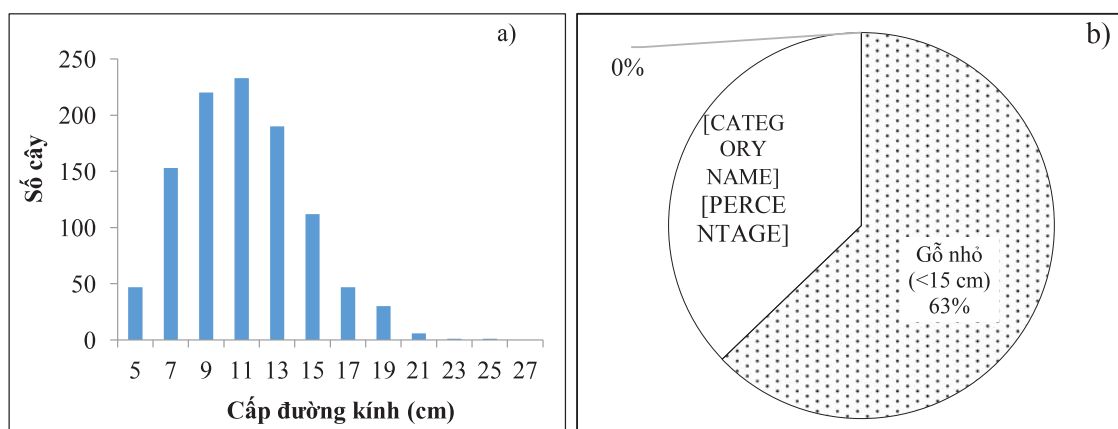 a)
250
200
150
100
50
0
Số cây
5 7 9 11 13 15 17 19 21 23 25 27
Cấp đường kính (cm)
b)
0%
[CATEG
ORY
NAME]
[PERCE
NTAGE]
Gỗ nhỏ
(<15 cm)
63%